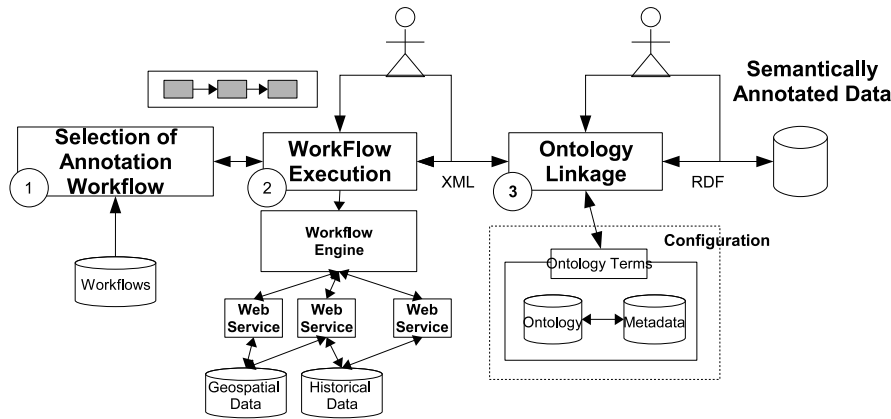 Semantically
Annotated Data
Selection of
Annotation
Workflow
1
WorkFlow
Execution
2
XML
Ontology
Linkage
3
RDF
Workflow
Engine
Configuration
Ontology Terms
Workflows
Web
Service
Web
Service
Web
Service
Ontology
Metadata
Geospatial
Data
Historical
Data